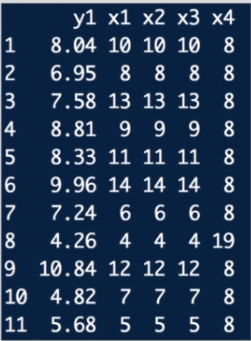 y1 x1 x2 x3 x4
1 8.04 10 10 10 8
2 6.95 8 8 8 8
3 7.58 13 13 13 8
4 8.81 9 9 9 8
5 8.33 11 11 11 8
6 9.96 14 14 14 8
7 7.24 6 6 6 8
8 4.26 4 4 4 19
9 10.84 12 12 12 8
10 4.82 7 7 7 8
11 5.68 5 5 5 8